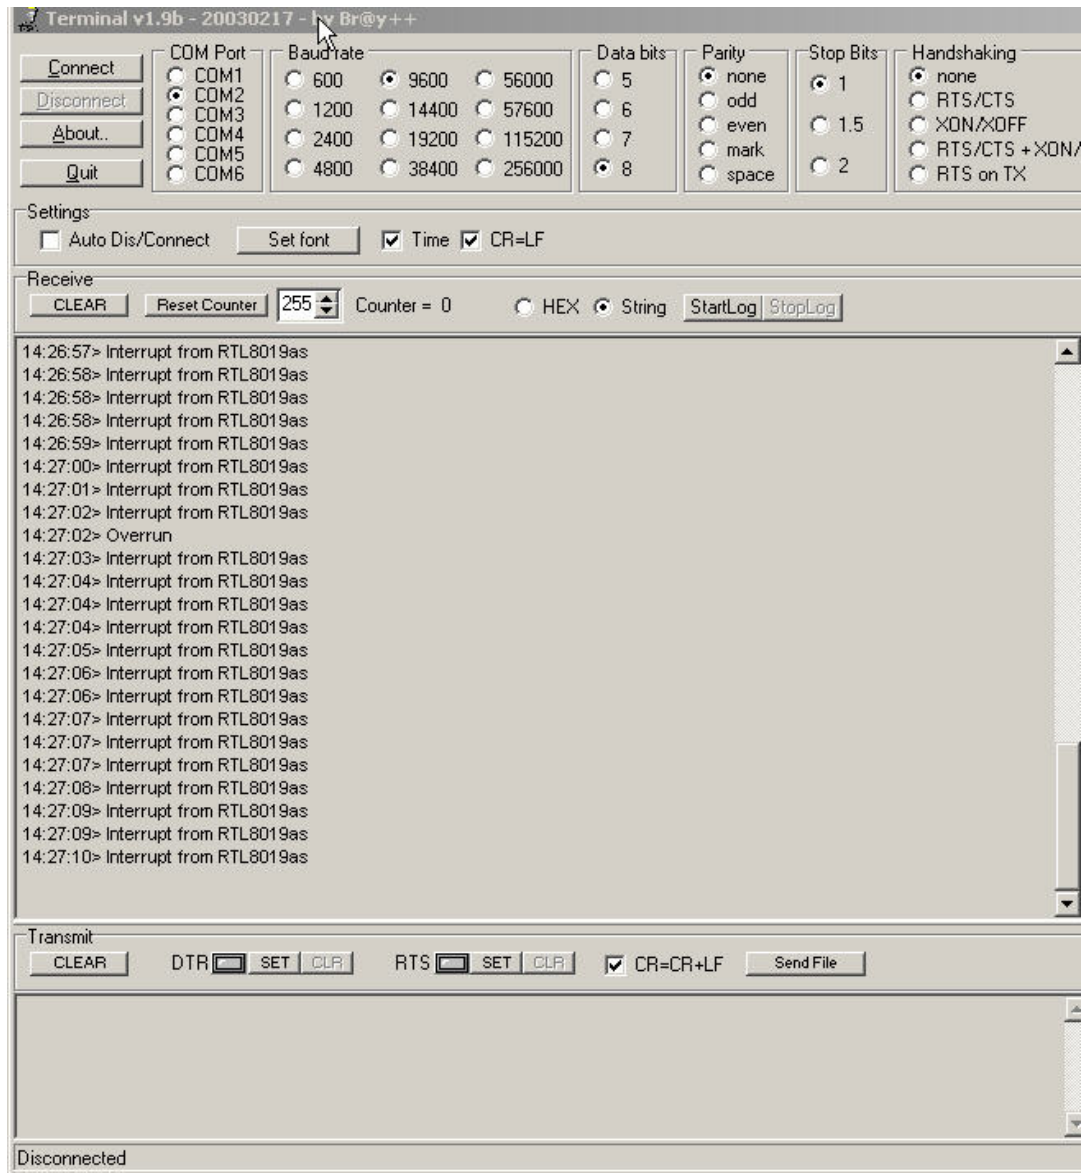 Terminal v1.9b - 20030217 - by Br@y++
Connect
Disconnect
About..
Quit
COM Port
COM1
COM2
COM3
COM4
COM5
COM6
Baud rate
600 9600 56000
1200 14400 57600
2400 19200 115200
4800 38400 256000
Data bits
5
6
7
8
Parity
none
odd
even
mark
space
Stop Bits
1
1.5
2
Handshaking
none
RTS/CTS
XON/XOFF
RTS/CTS + XON/
RTS on TX
Settings
Auto Dis/Connect Set font Time CR=LF
Receive
CLEAR Reset Counter 255 Counter = 0 HEX String StartLog StopLog
14:26:57> Interrupt from RTL8019as
14:26:58> Interrupt from RTL8019as
14:26:58> Interrupt from RTL8019as
14:26:58> Interrupt from RTL8019as
14:26:59> Interrupt from RTL8019as
14:27:00> Interrupt from RTL8019as
14:27:01> Interrupt from RTL8019as
14:27:02> Interrupt from RTL8019as
14:27:02> Overrun
14:27:03> Interrupt from RTL8019as
14:27:04> Interrupt from RTL8019as
14:27:04> Interrupt from RTL8019as
14:27:04> Interrupt from RTL8019as
14:27:05> Interrupt from RTL8019as
14:27:06> Interrupt from RTL8019as
14:27:06> Interrupt from RTL8019as
14:27:07> Interrupt from RTL8019as
14:27:07> Interrupt from RTL8019as
14:27:07> Interrupt from RTL8019as
14:27:08> Interrupt from RTL8019as
14:27:09> Interrupt from RTL8019as
14:27:09> Interrupt from RTL8019as
14:27:10> Interrupt from RTL8019as
Transmit
CLEAR DTR SET CLR RTS SET CLR CR=CR+LF Send File
Disconnected